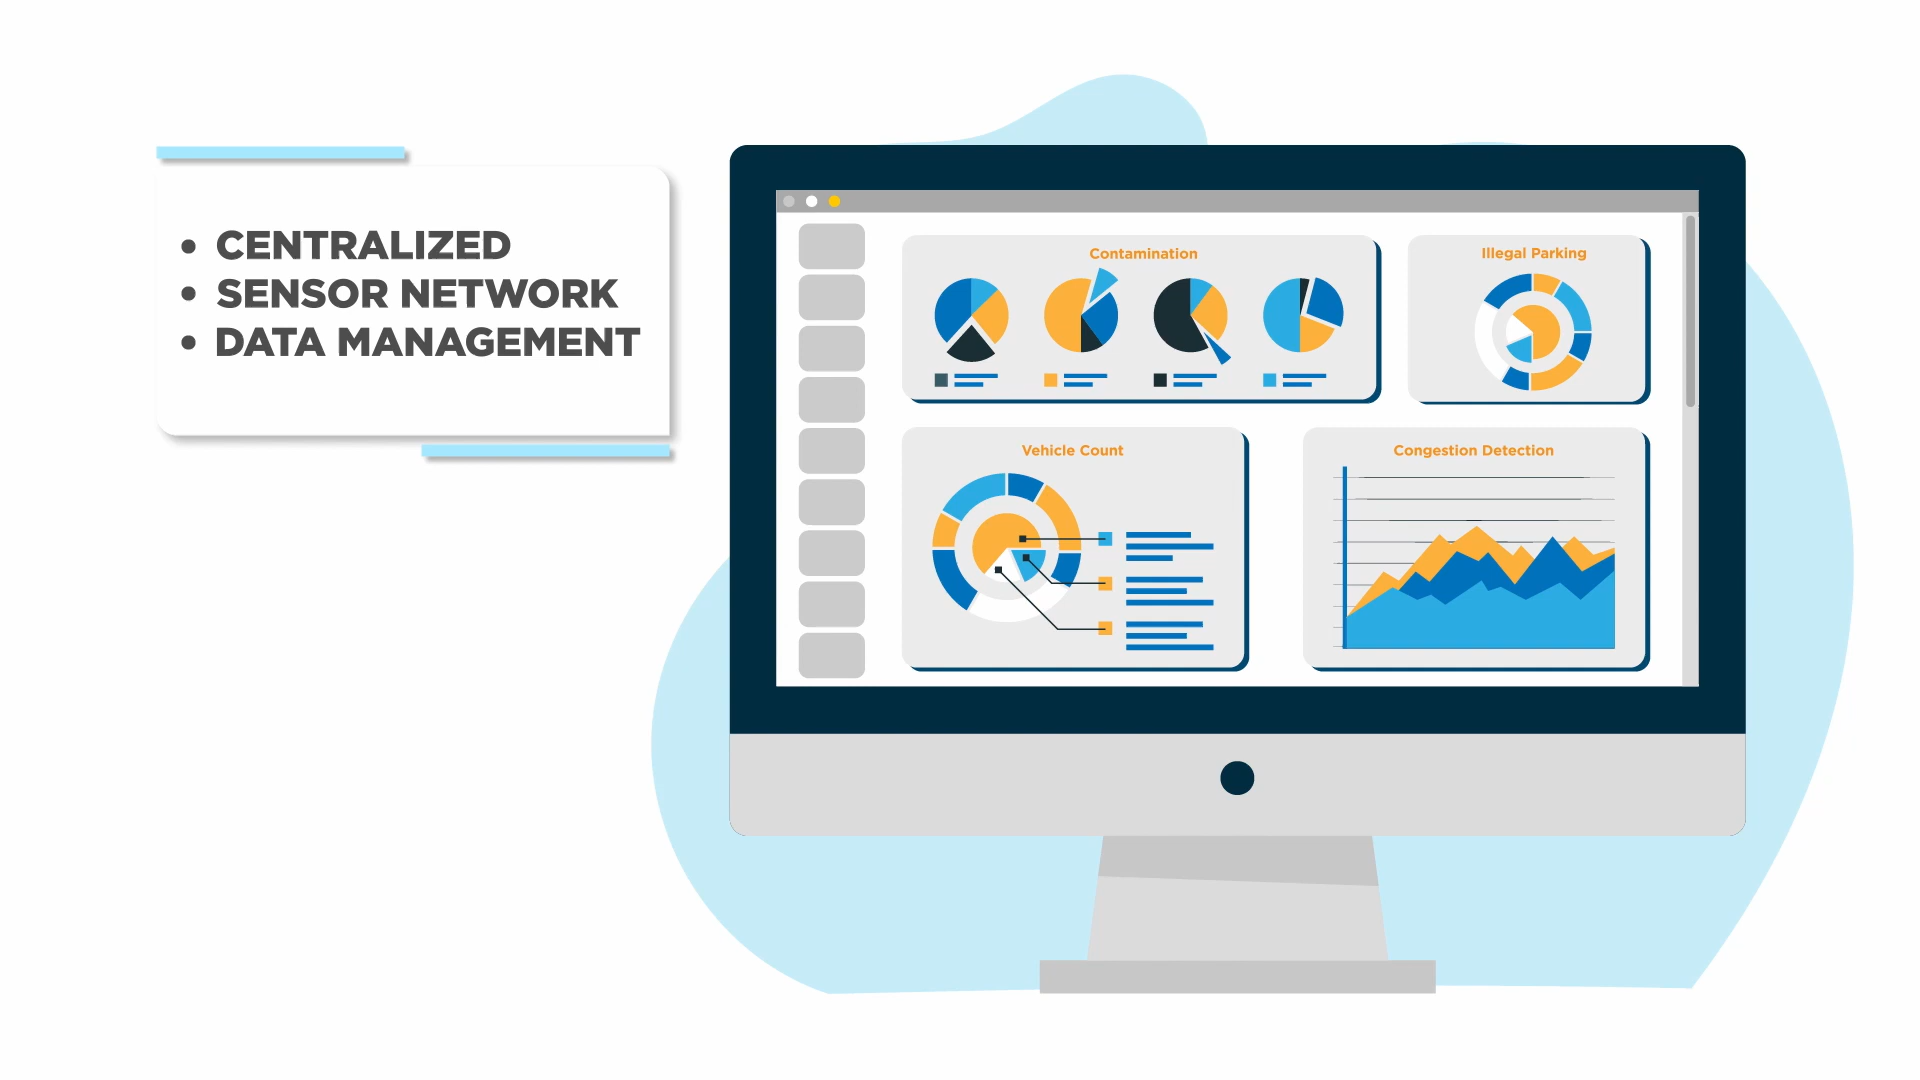 • CENTRALIZED
• SENSOR NETWORK
• DATA MANAGEMENT
Contamination
Illegal Parking
Vehicle Count
Congestion Detection